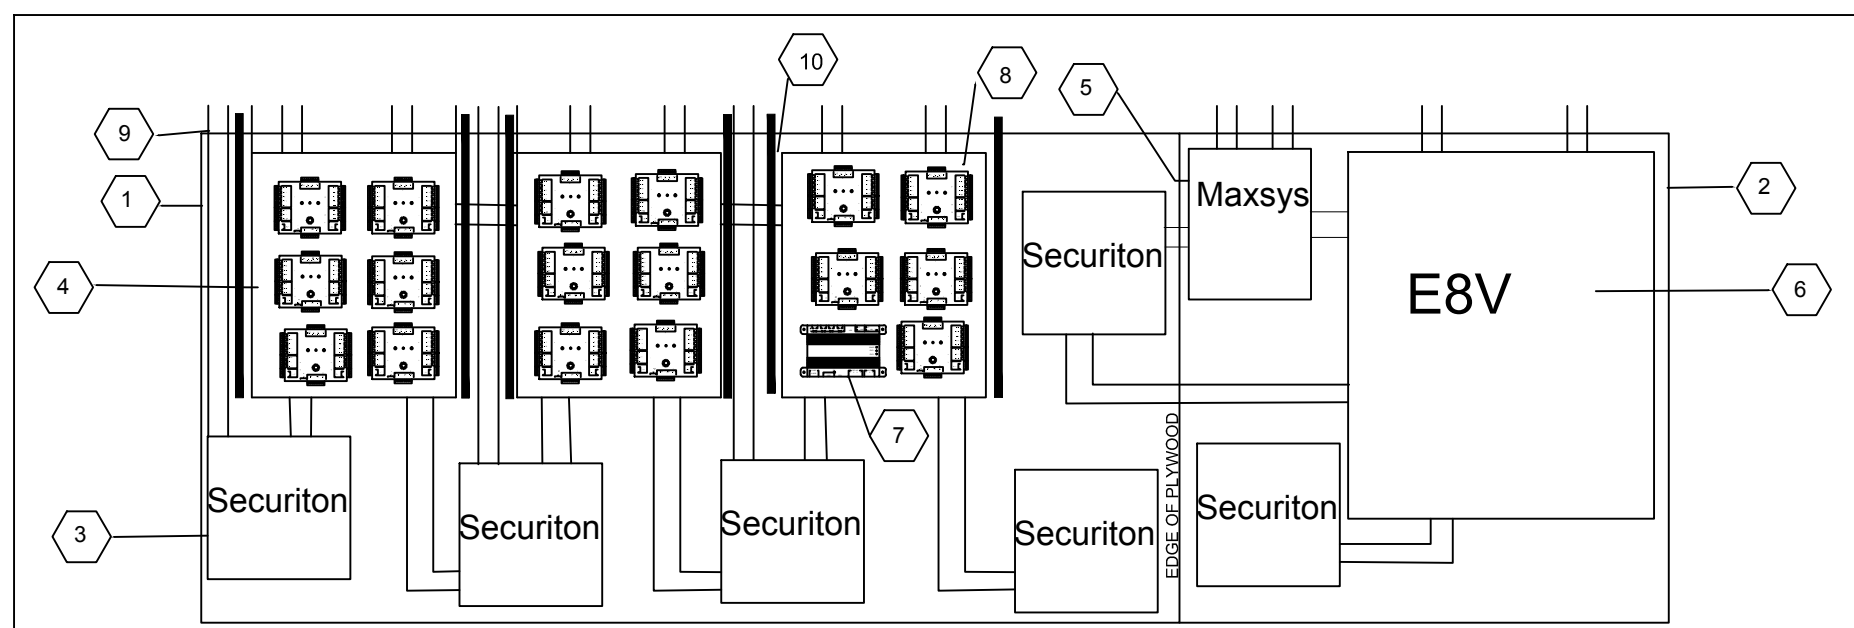 10
8
5
9
1
2
Maxsys
Securiton
4
E8V
6
7
EDGE OF PLYWOOD
Securiton
Securiton
Securiton
Securiton
Securiton
3